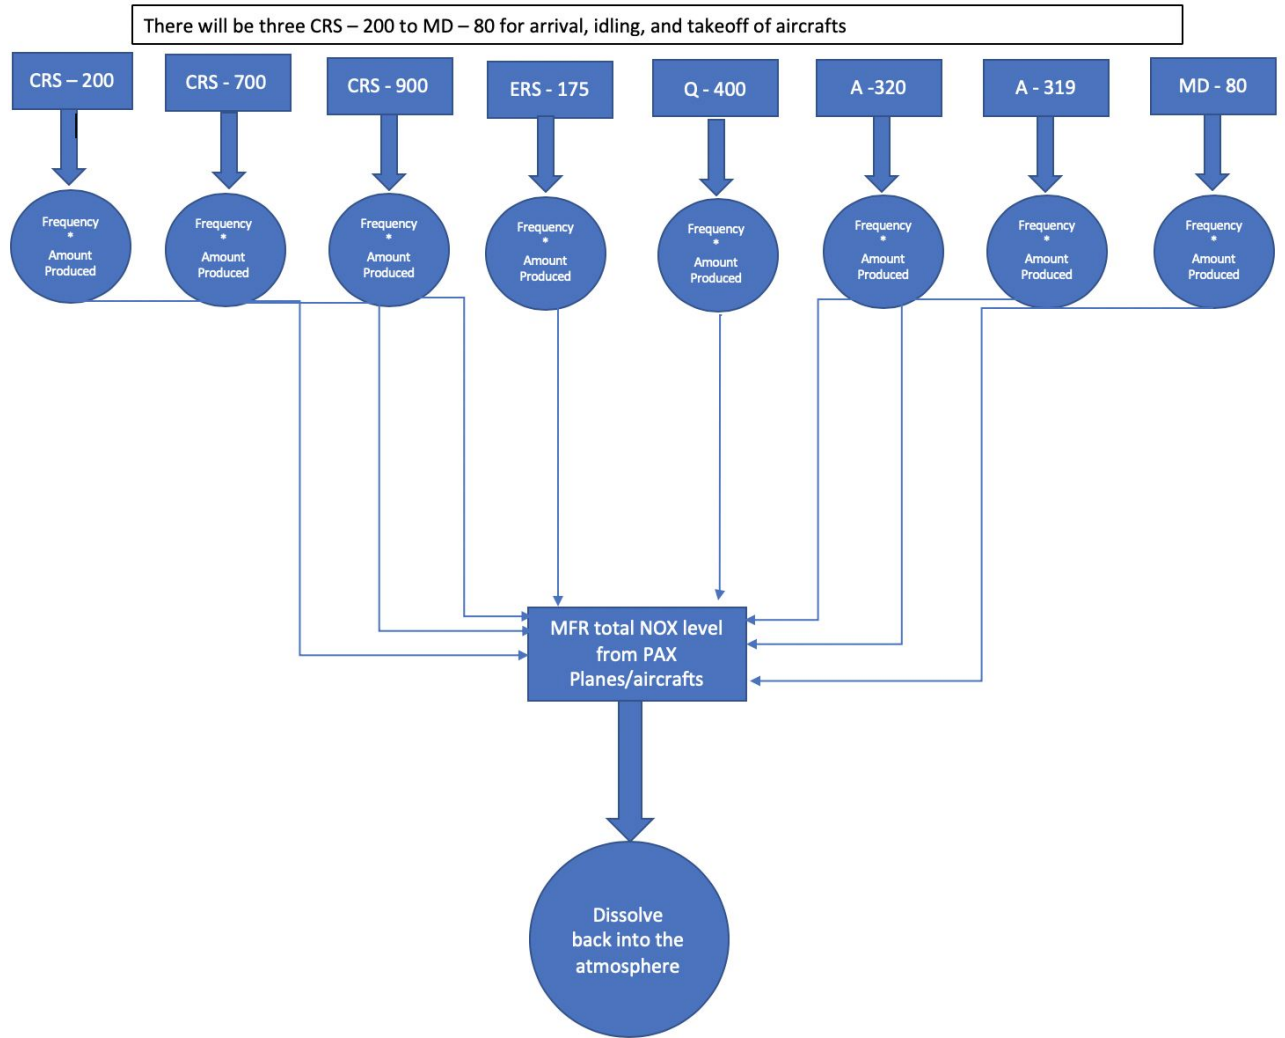 There will be three CRS – 200 to MD – 80 for arrival, idling, and takeoff of aircrafts
CRS – 200
CRS - 700
CRS - 900
ERS - 175
Q - 400
A -320
A - 319
MD - 80
Frequency
*
Amount
Produced
Frequency
*
Amount
Produced
Frequency
*
Amount
Produced
Frequency
*
Amount
Produced
Frequency
*
Amount
Produced
Frequency
*
Amount
Produced
Frequency
*
Amount
Produced
Frequency
*
Amount
Produced
MFR total NOX level
from PAX
Planes/aircrafts
Dissolve
back into the
atmosphere